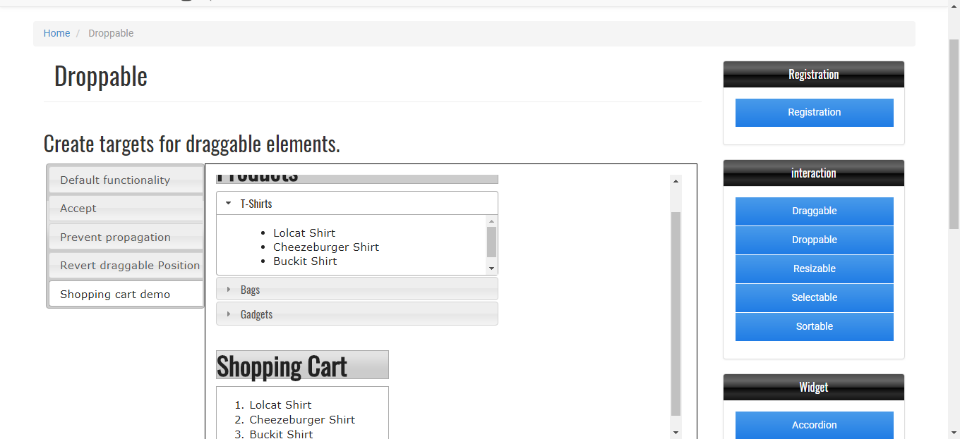 Home / Droppable
Droppable
Create targets for draggable elements.
Default functionality
Accept
Prevent propagation
Revert draggable Position
Shopping cart demo
Products
T-Shirts
Lolcat Shirt
Cheezeburger Shirt
Buckit Shirt
Bags
Gadgets
Shopping Cart
1. Lolcat Shirt
2. Cheezeburger Shirt
3. Buckit Shirt
Registration
Registration
interaction
Draggable
Droppable
Resizable
Selectable
Sortable
Widget
Accordion